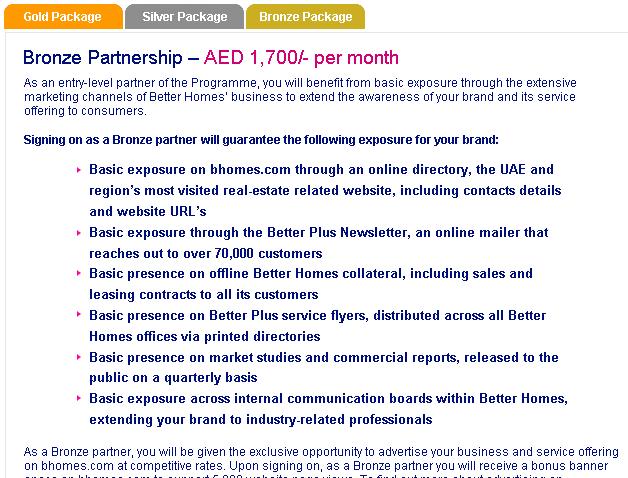 Gold Package Silver Package Bronze Package
Bronze Partnership – AED 1,700/- per month
As an entry-level partner of the Programme, you will benefit from basic exposure through the extensive
marketing channels of Better Homes' business to extend the awareness of your brand and its service
offering to consumers.
Signing on as a Bronze partner will guarantee the following exposure for your brand:
Basic exposure on bhomes.com through an online directory, the UAE and
region's most visited real-estate related website, including contacts details
and website URL's
Basic exposure through the Better Plus Newsletter, an online mailer that
reaches out to over 70,000 customers
Basic presence on offline Better Homes collateral, including sales and
leasing contracts to all its customers
Basic presence on Better Plus service flyers, distributed across all Better
Homes offices via printed directories
Basic presence on market studies and commercial reports, released to the
public on a quarterly basis
Basic exposure across internal communication boards within Better Homes,
extending your brand to industry-related professionals
As a Bronze partner, you will be given the exclusive opportunity to advertise your business and service offering
on bhomes.com at competitive rates. Upon signing on, as a Bronze partner you will receive a bonus banner